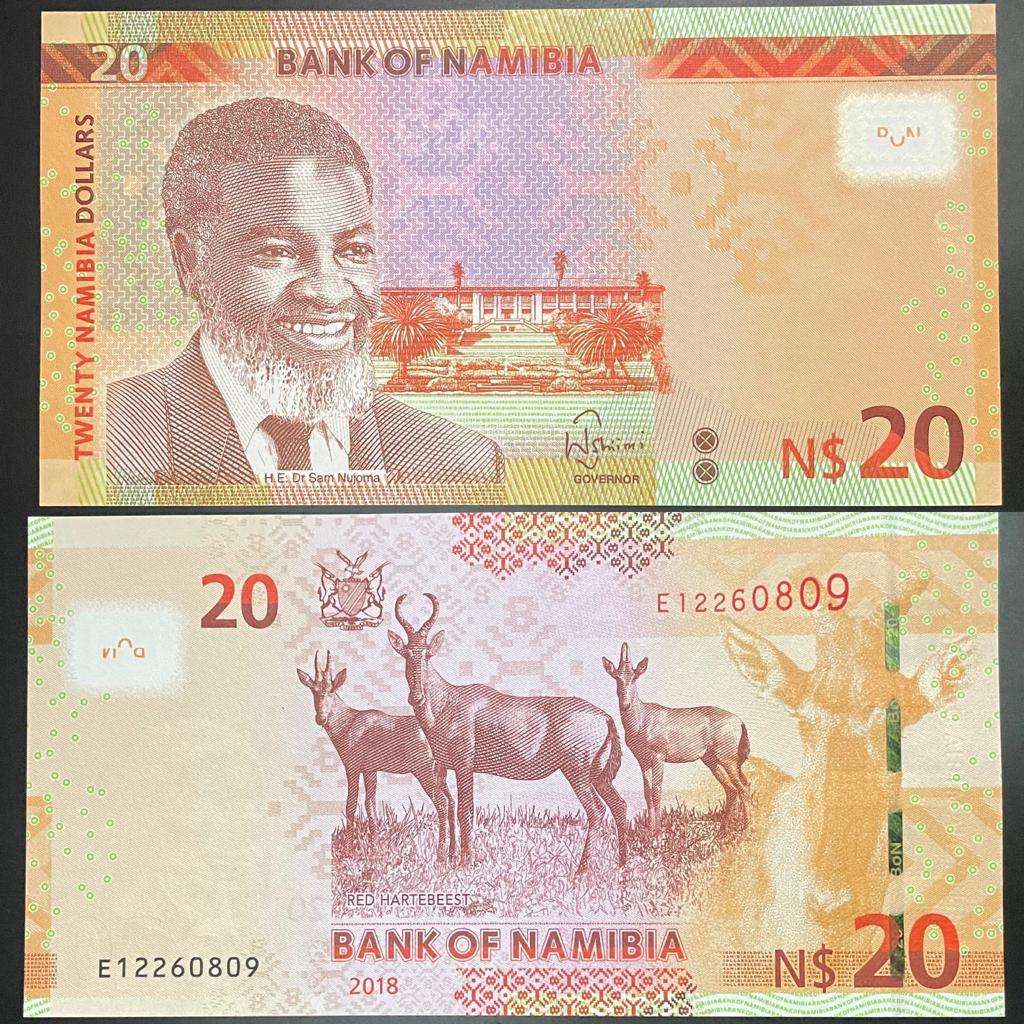 20
BANK OF NAMIBIA
TWENTY NAMIBIA DOLLARS
H.E. Dr Sam Nujoma
GOVERNOR
N$20
20
E12260809
RED HARTEBEEST
BANK OF NAMIBIA
2018
E12260809
BoN
N$20